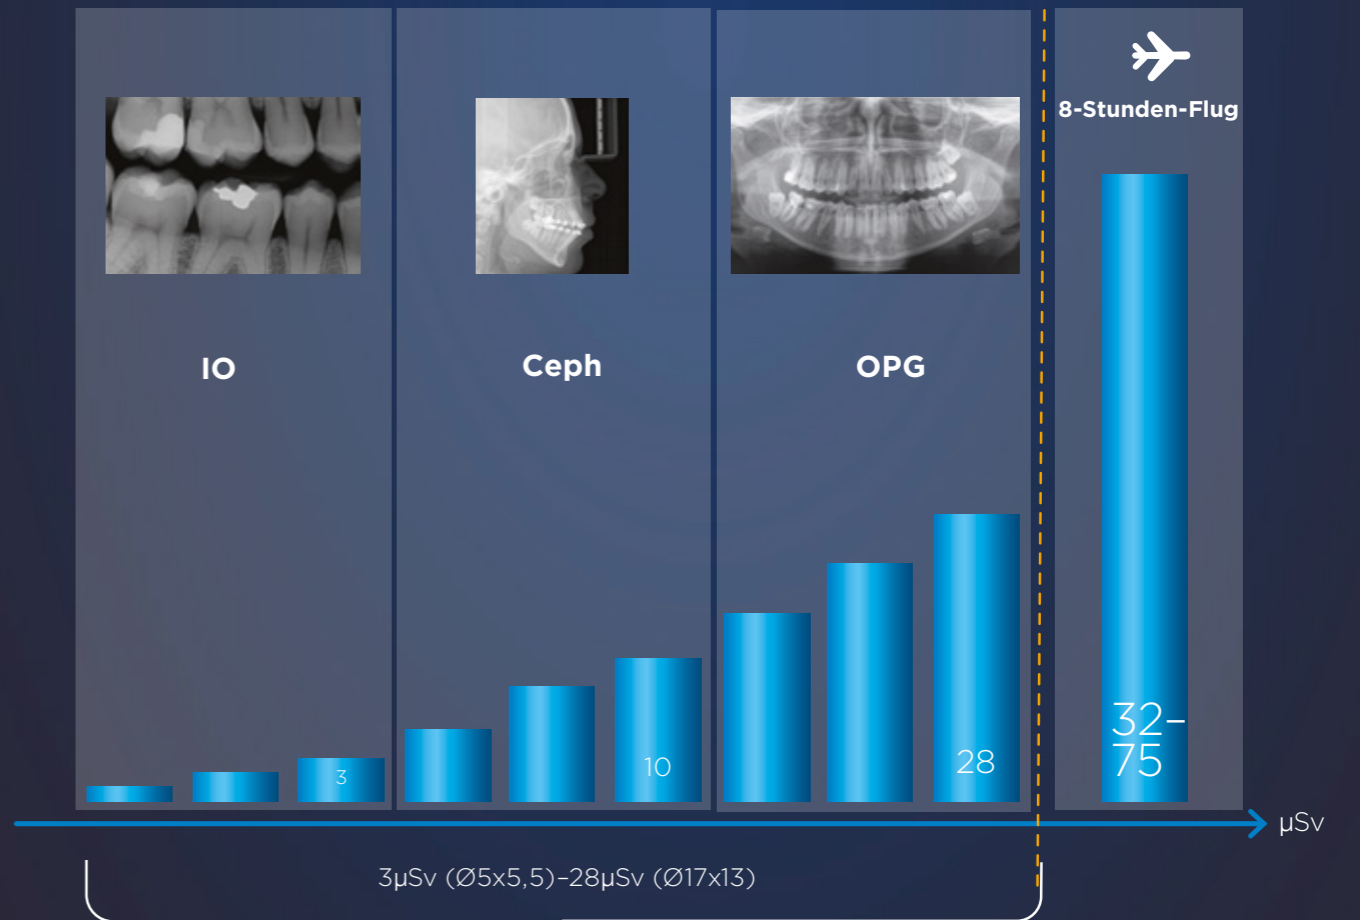 8-Stunden-Flug
IO
Ceph
OPG
3
10
28
32–
75
µSv
3µSv (Ø5x5,5)–28µSv (Ø17x13)